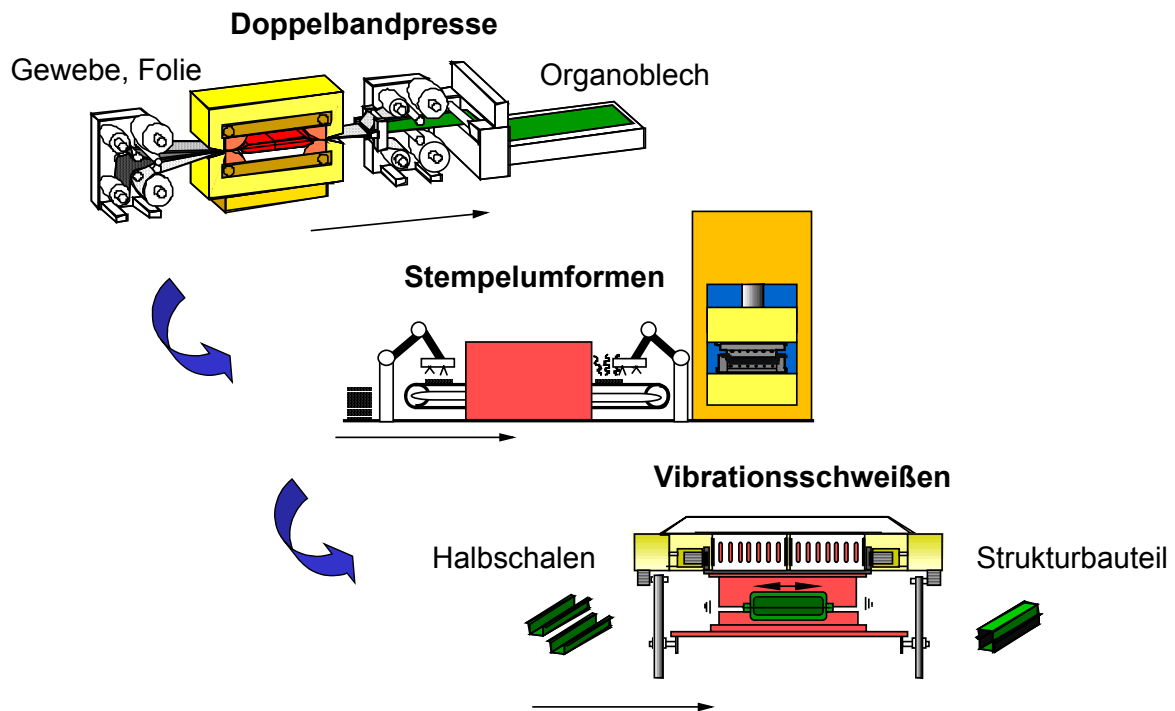 Doppelbandpresse
Gewebe, Folie
Organoblech
Stempelumformen
Vibrationsschweißen
Halbschalen
Strukturbauteil